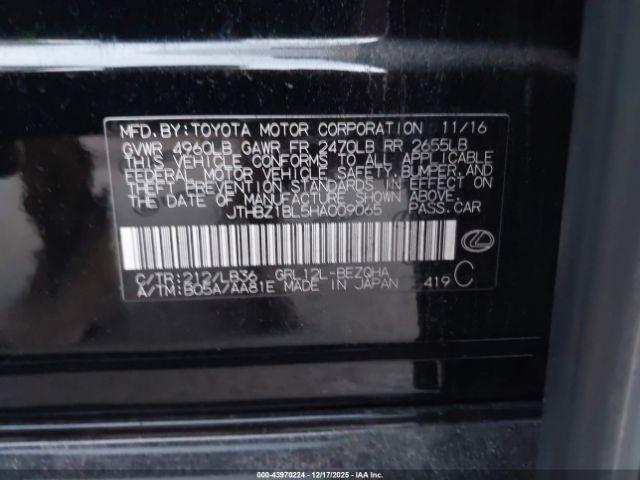 MFD.BY:TOYOTA MOTOR CORPORATION 11/16
GVWR 4960LB GAWR FR 2470LB RR 2655LB
THIS VEHICLE CONFORMS TO ALL APPLICABLE
FEDERAL MOTOR VEHICLE SAFETY,BUMPER,AND
THEFT PREVENTION STANDARDS IN EFFECT ON
THE DATE OF MANUFACTURE SHOWN ABOVE.
JTHBZ1BL5HA009065 PASS.CAR
C/TR:212/LB36 GRL12L-BEZQHA
A/TM:B05A/AA81E MADE IN JAPAN 419 C
000-43970224 | 12/17/2025 | IAAI.COM